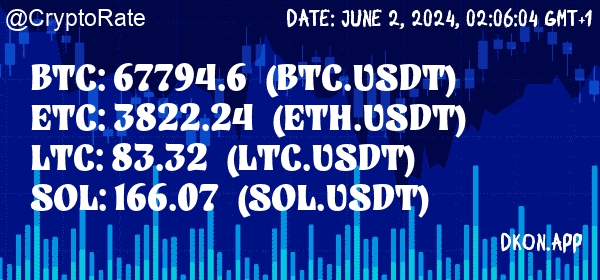 @CryptoRate
DATE: JUNE 2, 2024, 02:06:04 GMT+1
BTC: 67794.6 (BTC.USDT)
ETC: 3822.24 (ETH.USDT)
LTC: 83.32 (LTC.USDT)
SOL: 166.07 (SOL.USDT)
DKON.APP